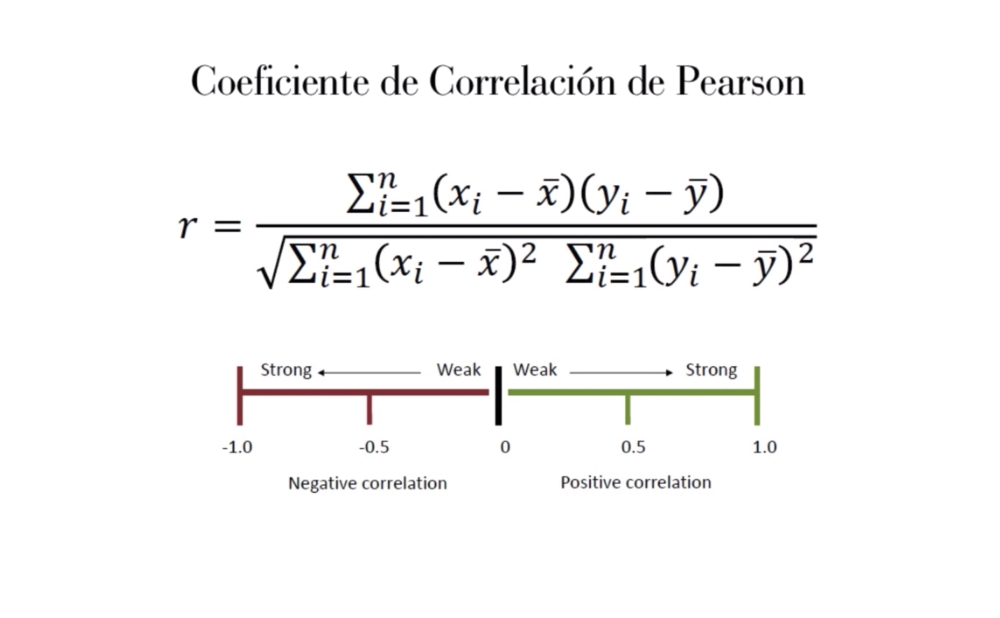 Coeficiente de Correlación de Pearson
r = \frac{\sum_{i=1}^{n}(x_i - \bar{x})(y_i - \bar{y})}{\sqrt{\sum_{i=1}^{n}(x_i - \bar{x})^2 \sum_{i=1}^{n}(y_i - \bar{y})^2}}
Strong Weak Weak Strong
-1.0 -0.5 0 0.5 1.0
Negative correlation Positive correlation